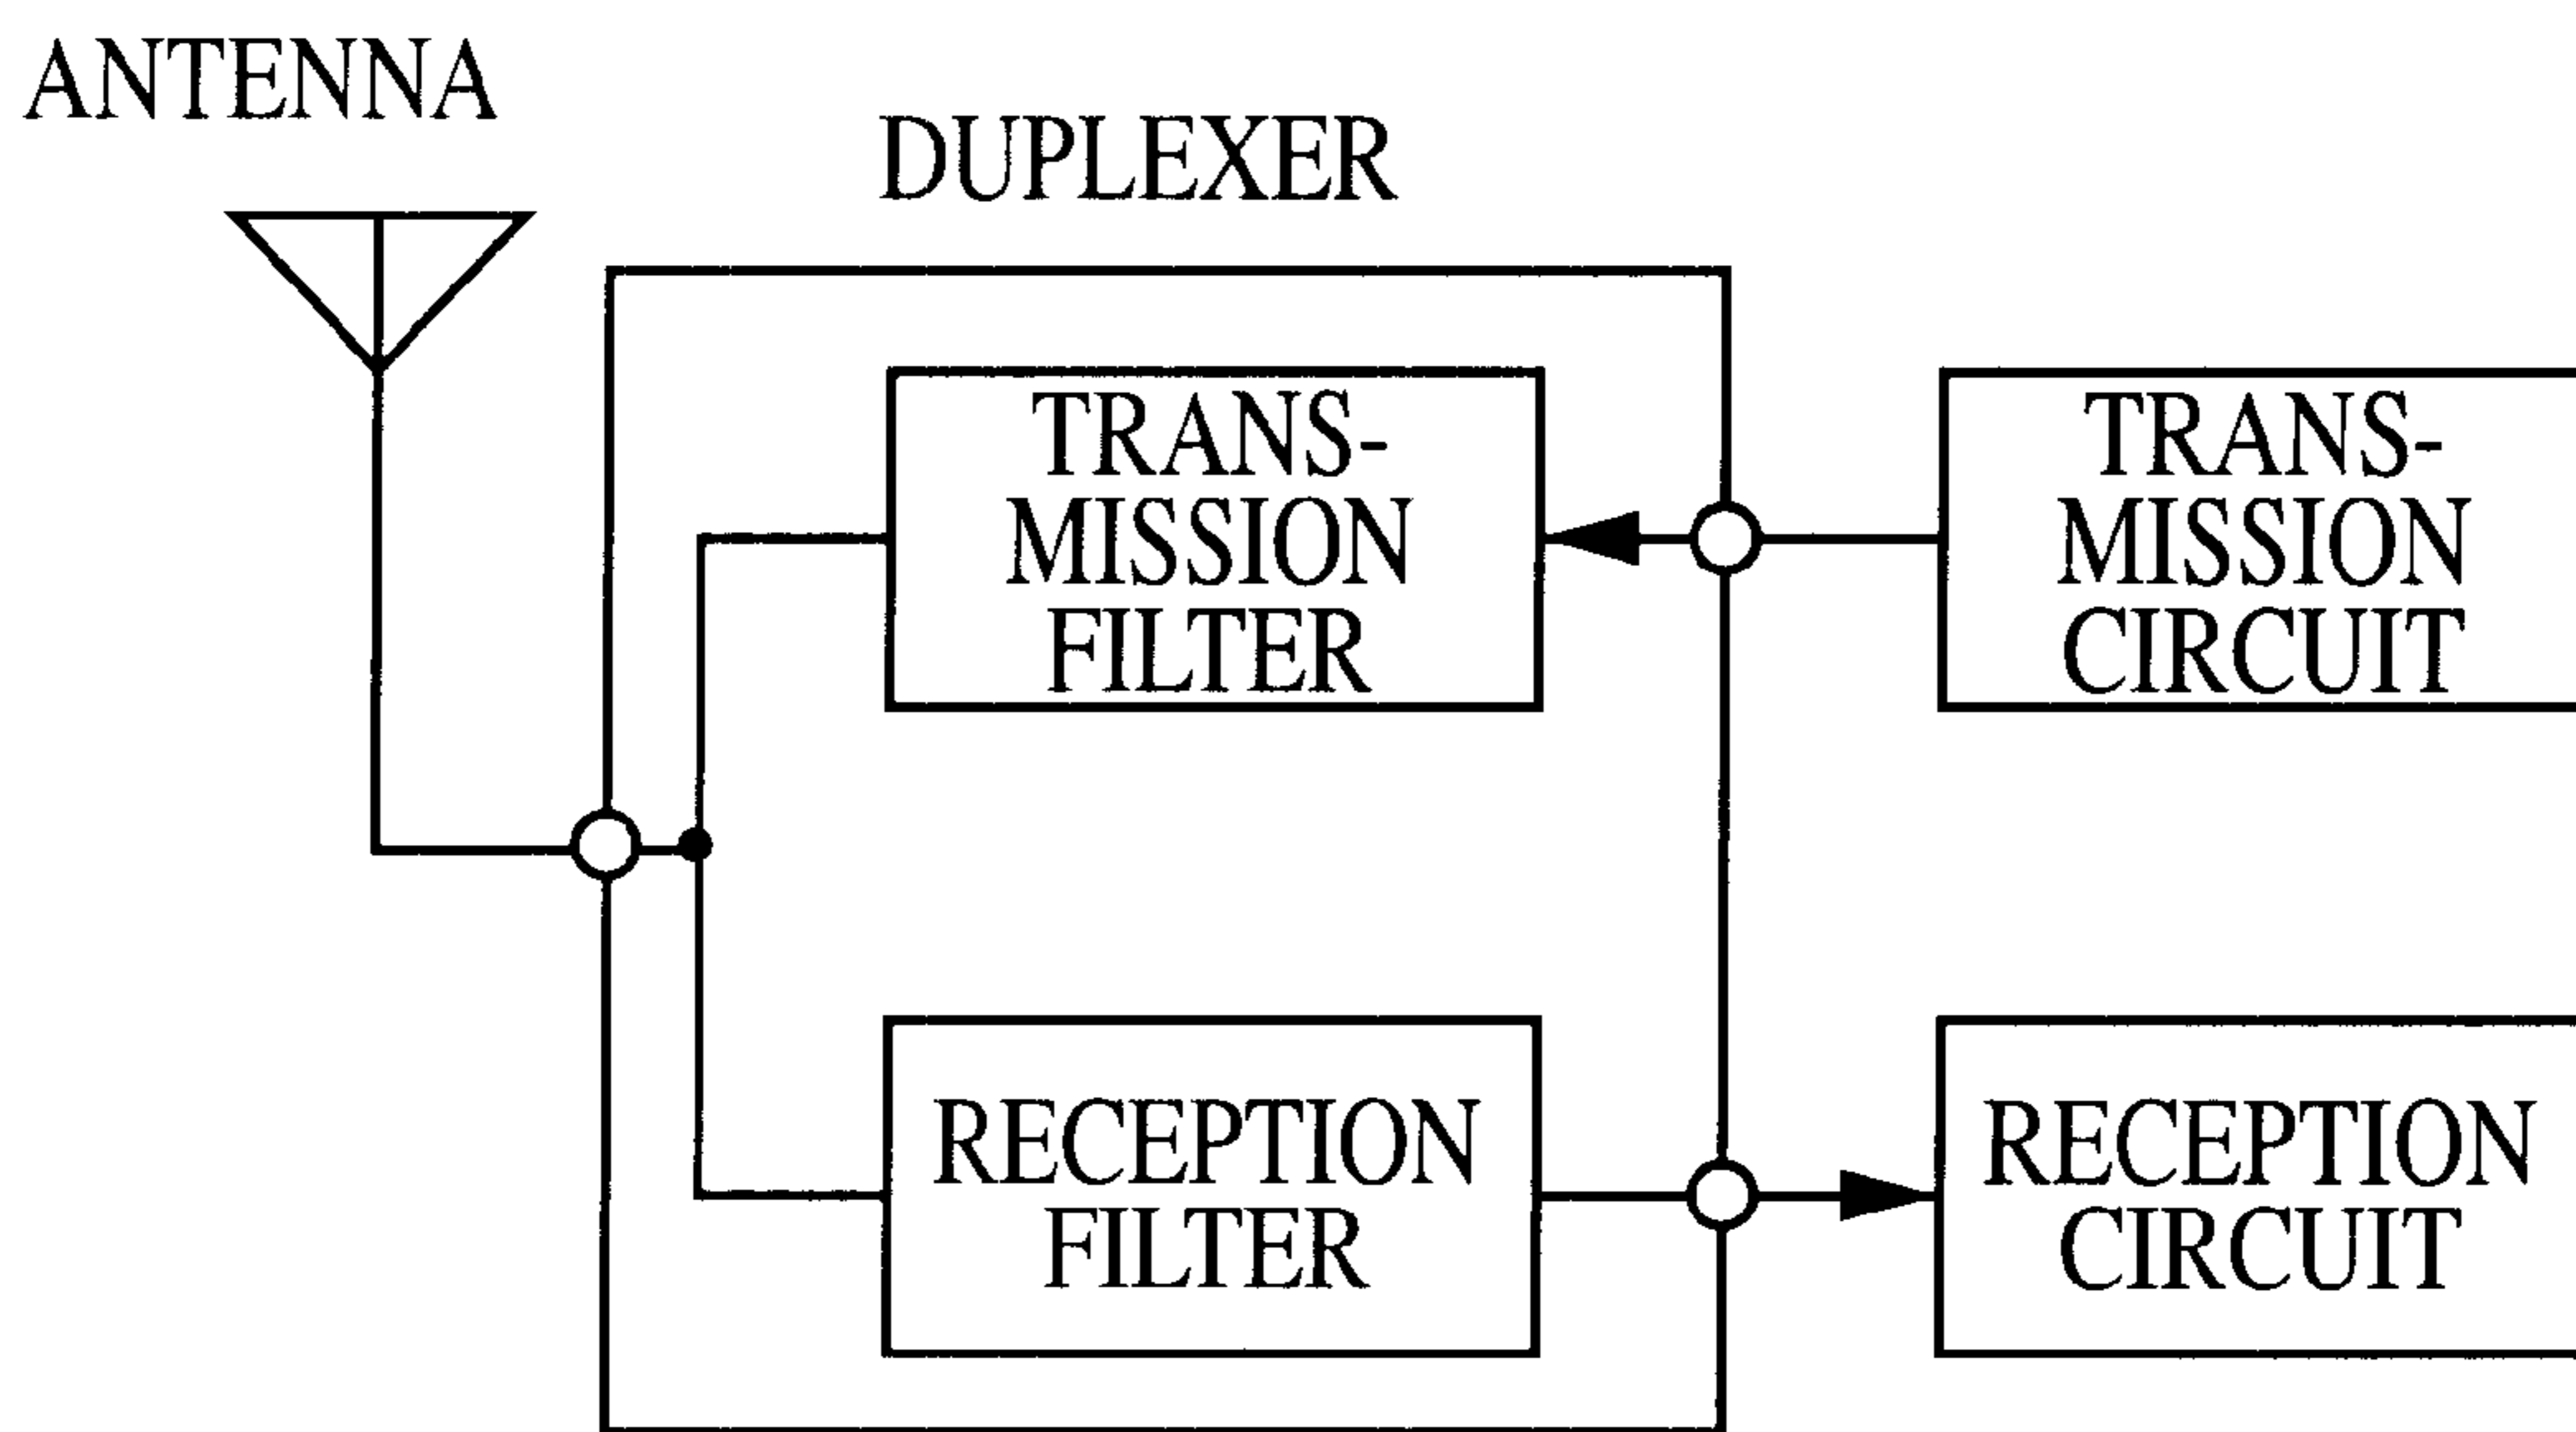 ANTENNA
DUPLEXER
TRANS-
MISSION
FILTER
TRANS-
MISSION
CIRCUIT
RECEPTION
FILTER
RECEPTION
CIRCUIT